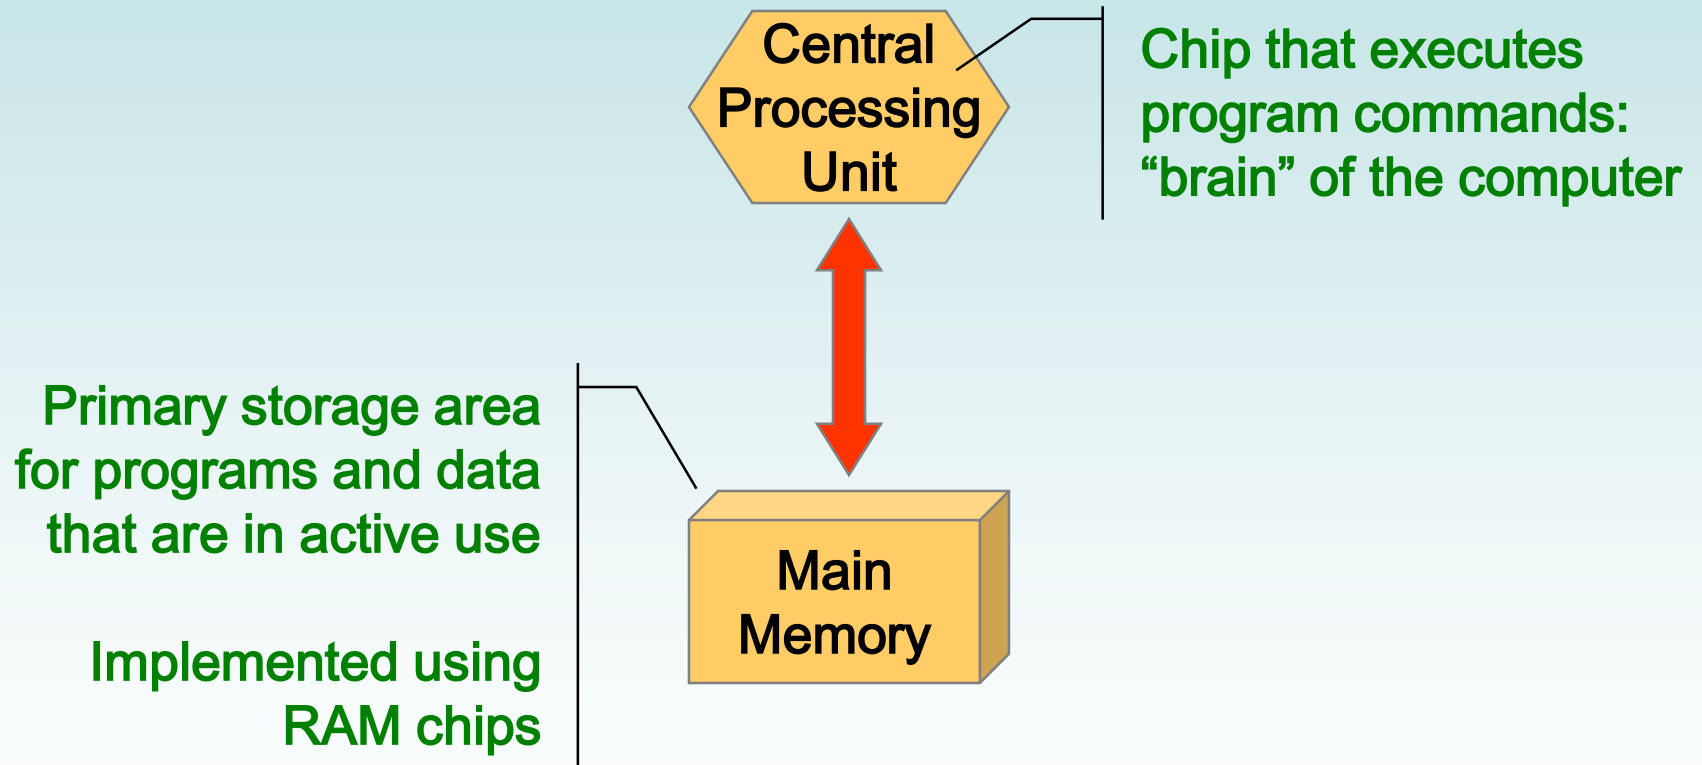 Central
Processing
Unit
Chip that executes
program commands:
“brain” of the computer
Primary storage area
for programs and data
that are in active use
Implemented using
RAM chips
Main
Memory